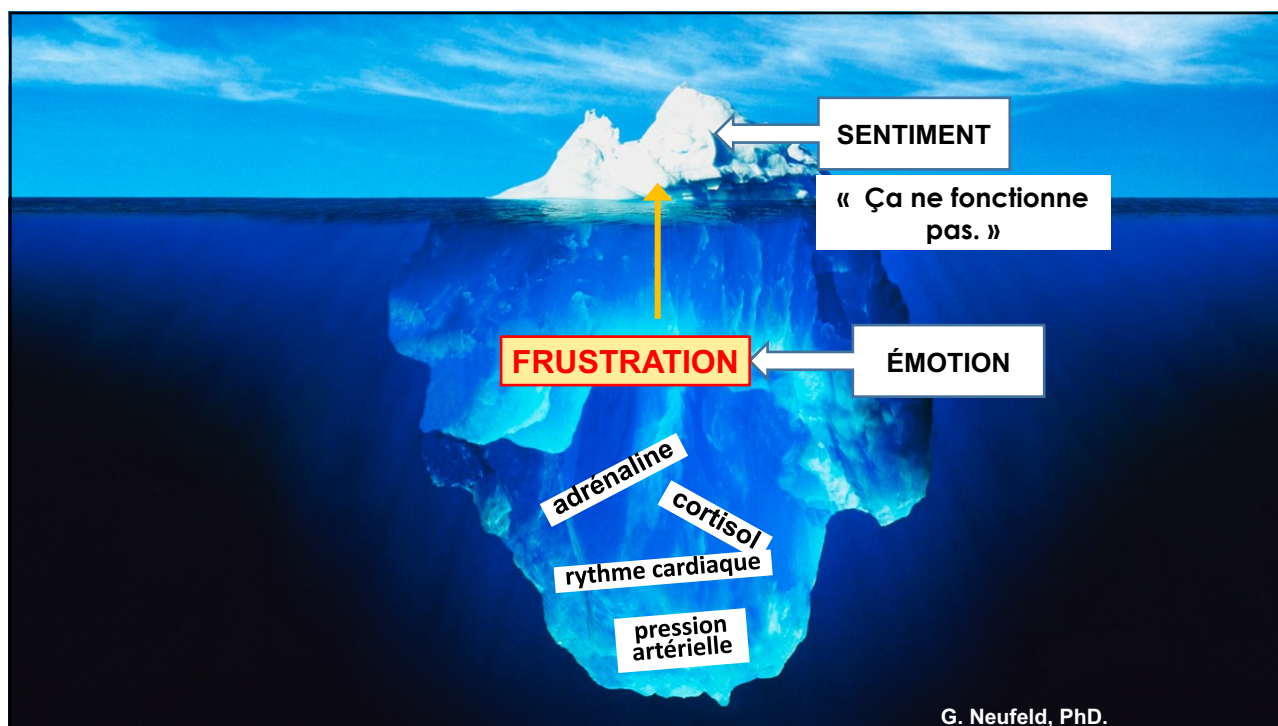 SENTIMENT
« Ça ne fonctionne
pas. »
FRUSTRATION
ÉMOTION
adrénaline
cortisol
rythme cardiaque
pression
artérielle
G. Neufeld, PhD.